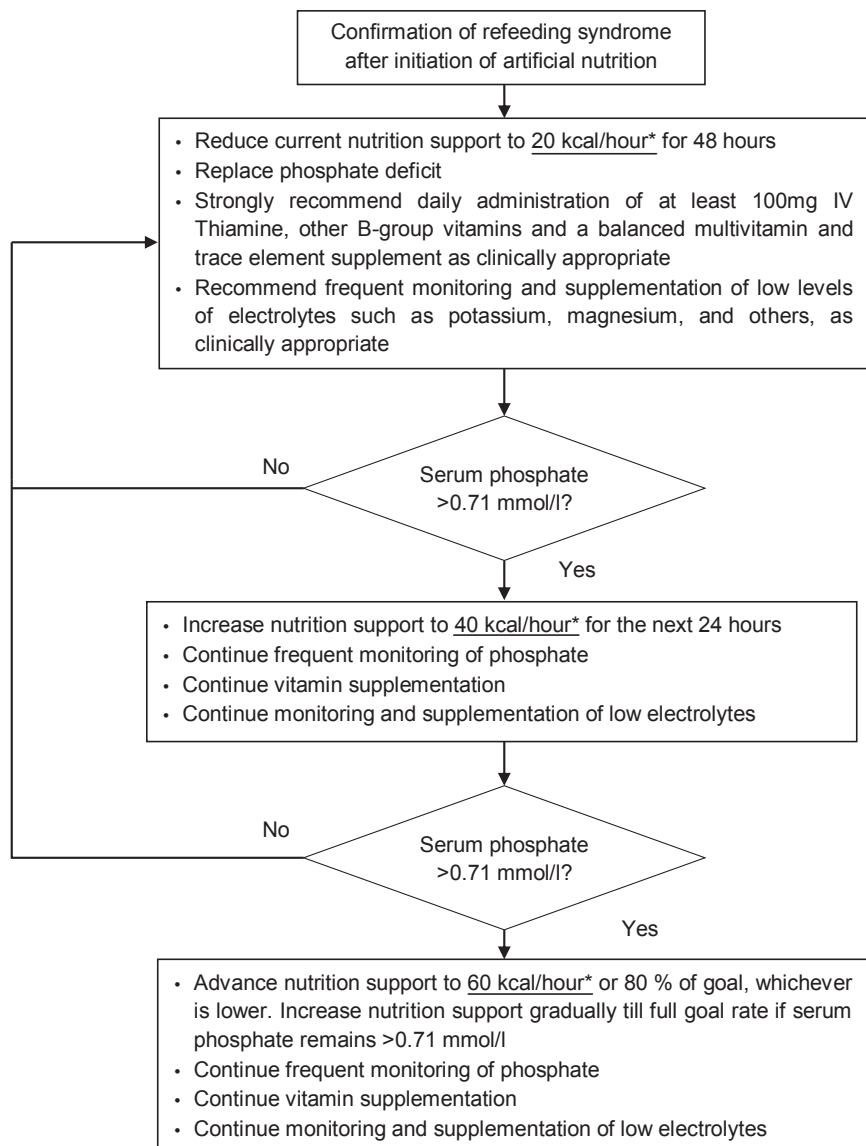 Confirmation of refeeding syndrome
after initiation of artificial nutrition
• Reduce current nutrition support to 20 kcal/hour* for 48 hours
• Replace phosphate deficit
• Strongly recommend daily administration of at least 100mg IV
Thiamine, other B-group vitamins and a balanced multivitamin and
trace element supplement as clinically appropriate
• Recommend frequent monitoring and supplementation of low levels
of electrolytes such as potassium, magnesium, and others, as
clinically appropriate
No
Serum phosphate
>0.71 mmol/l?
Yes
• Increase nutrition support to 40 kcal/hour* for the next 24 hours
• Continue frequent monitoring of phosphate
• Continue vitamin supplementation
• Continue monitoring and supplementation of low electrolytes
No
Serum phosphate
>0.71 mmol/l?
Yes
• Advance nutrition support to 60 kcal/hour* or 80 % of goal, whichever
is lower. Increase nutrition support gradually till full goal rate if serum
phosphate remains >0.71 mmol/l
• Continue frequent monitoring of phosphate
• Continue vitamin supplementation
• Continue monitoring and supplementation of low electrolytes